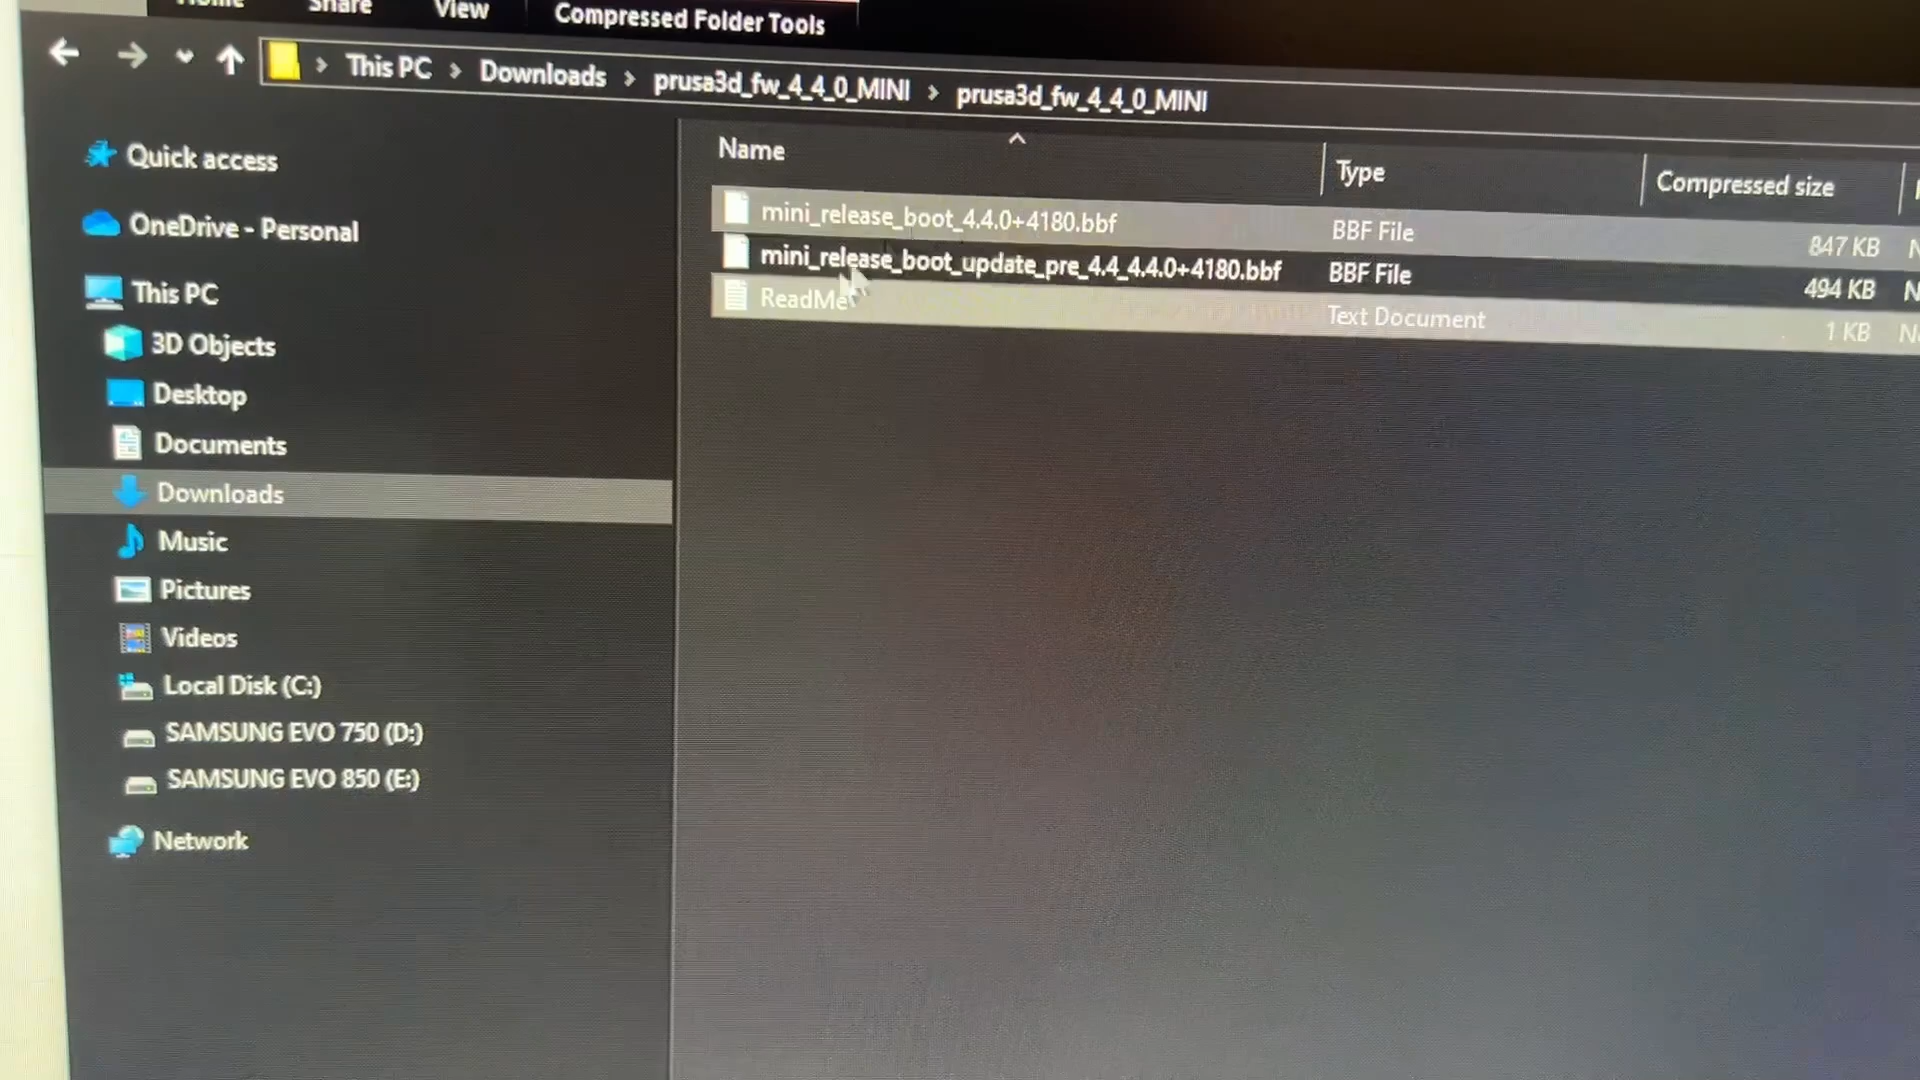 Home Share View Compressed Folder Tools
This PC > Downloads > prusa3d_fw_4_4_0_MINI > prusa3d_fw_4_4_0_MINI
Quick access
OneDrive - Personal
This PC
3D Objects
Desktop
Documents
Downloads
Music
Pictures
Videos
Local Disk (C:)
SAMSUNG EVO 750 (D:)
SAMSUNG EVO 850 (E:)
Network
Name Type Compressed size
mini_release_boot_4.4.0+4180.bbf BBF File 847 KB
mini_release_boot_update_pre_4.4_4.4.0+4180.bbf BBF File 494 KB
ReadMe Text Document 1 KB